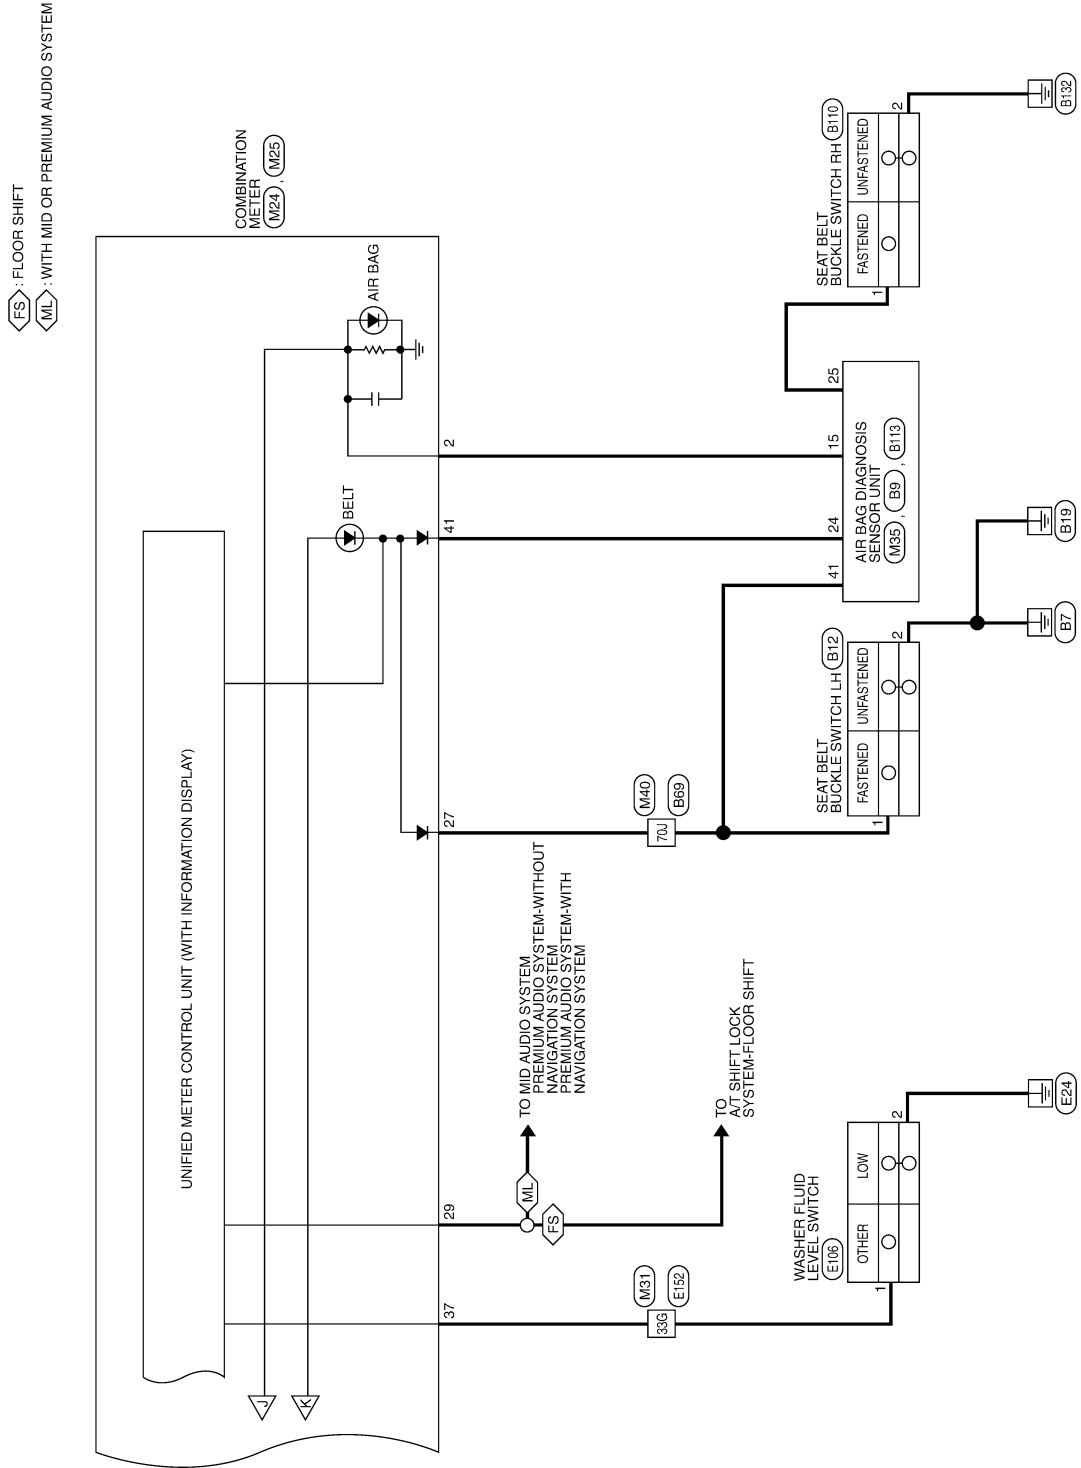 FS : FLOOR SHIFT
ML : WITH MID OR PREMIUM AUDIO SYSTEM
COMBINATION
METER
M24 , M25
UNIFIED METER CONTROL UNIT (WITH INFORMATION DISPLAY)
J
K
BELT
AIR BAG
37
29
27
41
2
ML
FS
TO MID AUDIO SYSTEM
PREMIUM AUDIO SYSTEM-WITHOUT
NAVIGATION SYSTEM
PREMIUM AUDIO SYSTEM-WITH
NAVIGATION SYSTEM
M31
33G
E152
M40
70J
B69
TO
A/T SHIFT LOCK
SYSTEM-FLOOR SHIFT
WASHER FLUID
LEVEL SWITCH
E106
OTHER
LOW
1
2
E24
SEAT BELT
BUCKLE SWITCH LH B12
FASTENED
UNFASTENED
1
2
B7
B19
41
24
15
25
AIR BAG DIAGNOSIS
SENSOR UNIT
M35 , B9 , B113
SEAT BELT
BUCKLE SWITCH RH B110
FASTENED
UNFASTENED
1
2
B132